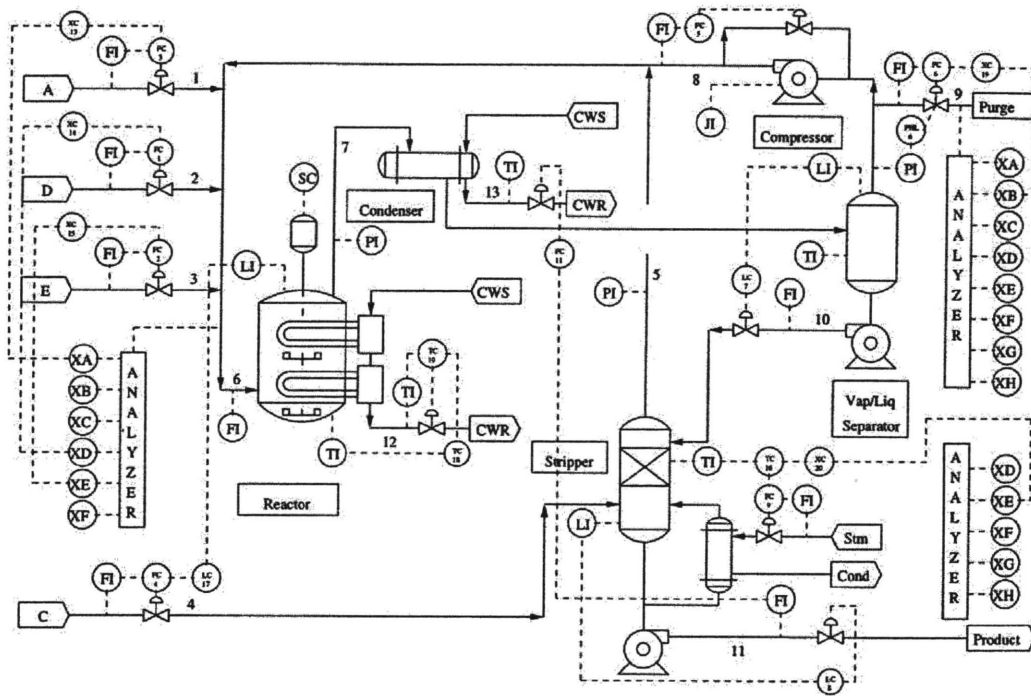 XC 13
FI
FC 3
A
1
XC 14
FI
FC 1
D
2
XC 15
FI
FC 2
E
3
XA
XB
XC
XD
XE
XF
ANALYZER
6
FI
LI
SC
7
PI
Condenser
CWS
TI
13
CWR
FC 11
CWS
TC 10
TI
12
CWR
TI
TC 18
Reactor
FI
FC 4
LC 17
C
4
FI
FC 5
8
JI
Compressor
FI
FC 6
XC 19
9
Purge
PHL 6
PI
LI
TI
LC 7
FI
10
Vap/Liq
Separator
ANALYZER
XA
XB
XC
XD
XE
XF
XG
XH
5
PI
Stripper
TI
TC 16
XC 20
FC 9
FI
Stm
Cond
LI
FI
11
LC 8
Product
ANALYZER
XD
XE
XF
XG
XH